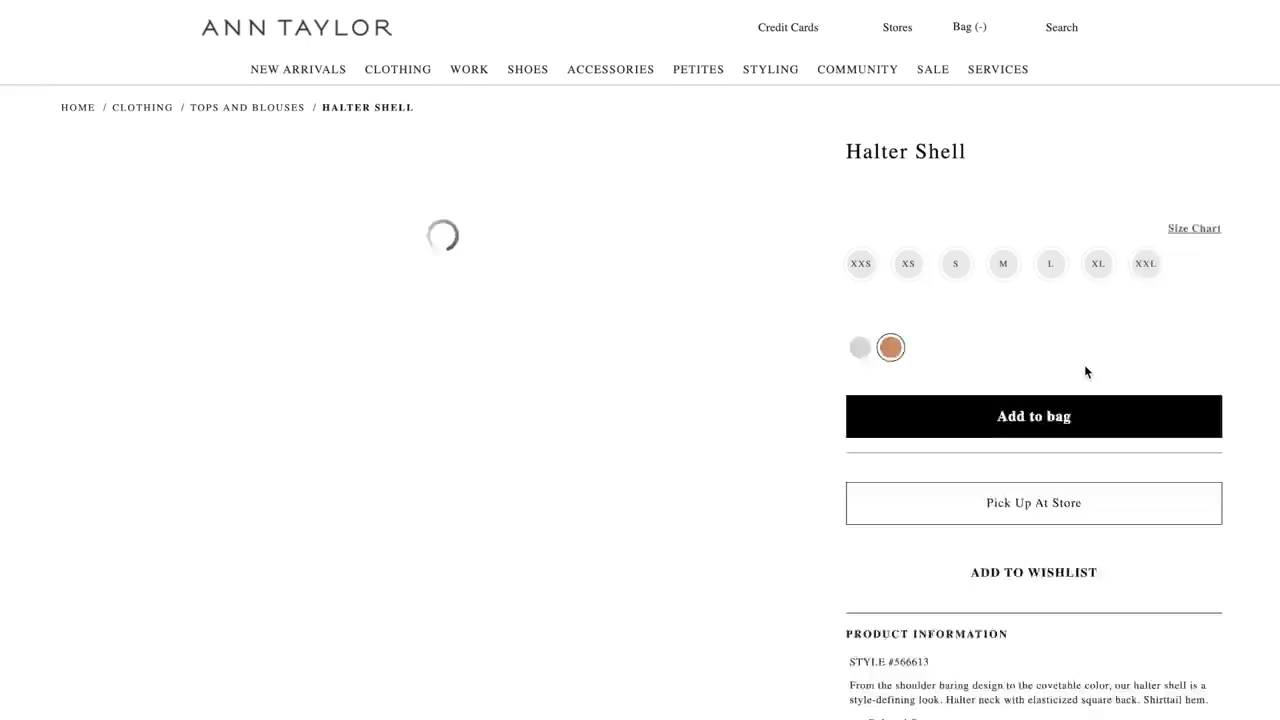 ANN TAYLOR
Credit Cards Stores Bag (-) Search
NEW ARRIVALS CLOTHING WORK SHOES ACCESSORIES PETITES STYLING COMMUNITY SALE SERVICES
HOME / CLOTHING / TOPS AND BLOUSES / HALTER SHELL
Halter Shell
Size Chart
XXS XS S M L XL XXL
Add to bag
Pick Up At Store
ADD TO WISHLIST
PRODUCT INFORMATION
STYLE #566613
From the shoulder baring design to the covetable color, our halter shell is a
style-defining look. Halter neck with elasticized square back. Shirttail hem.